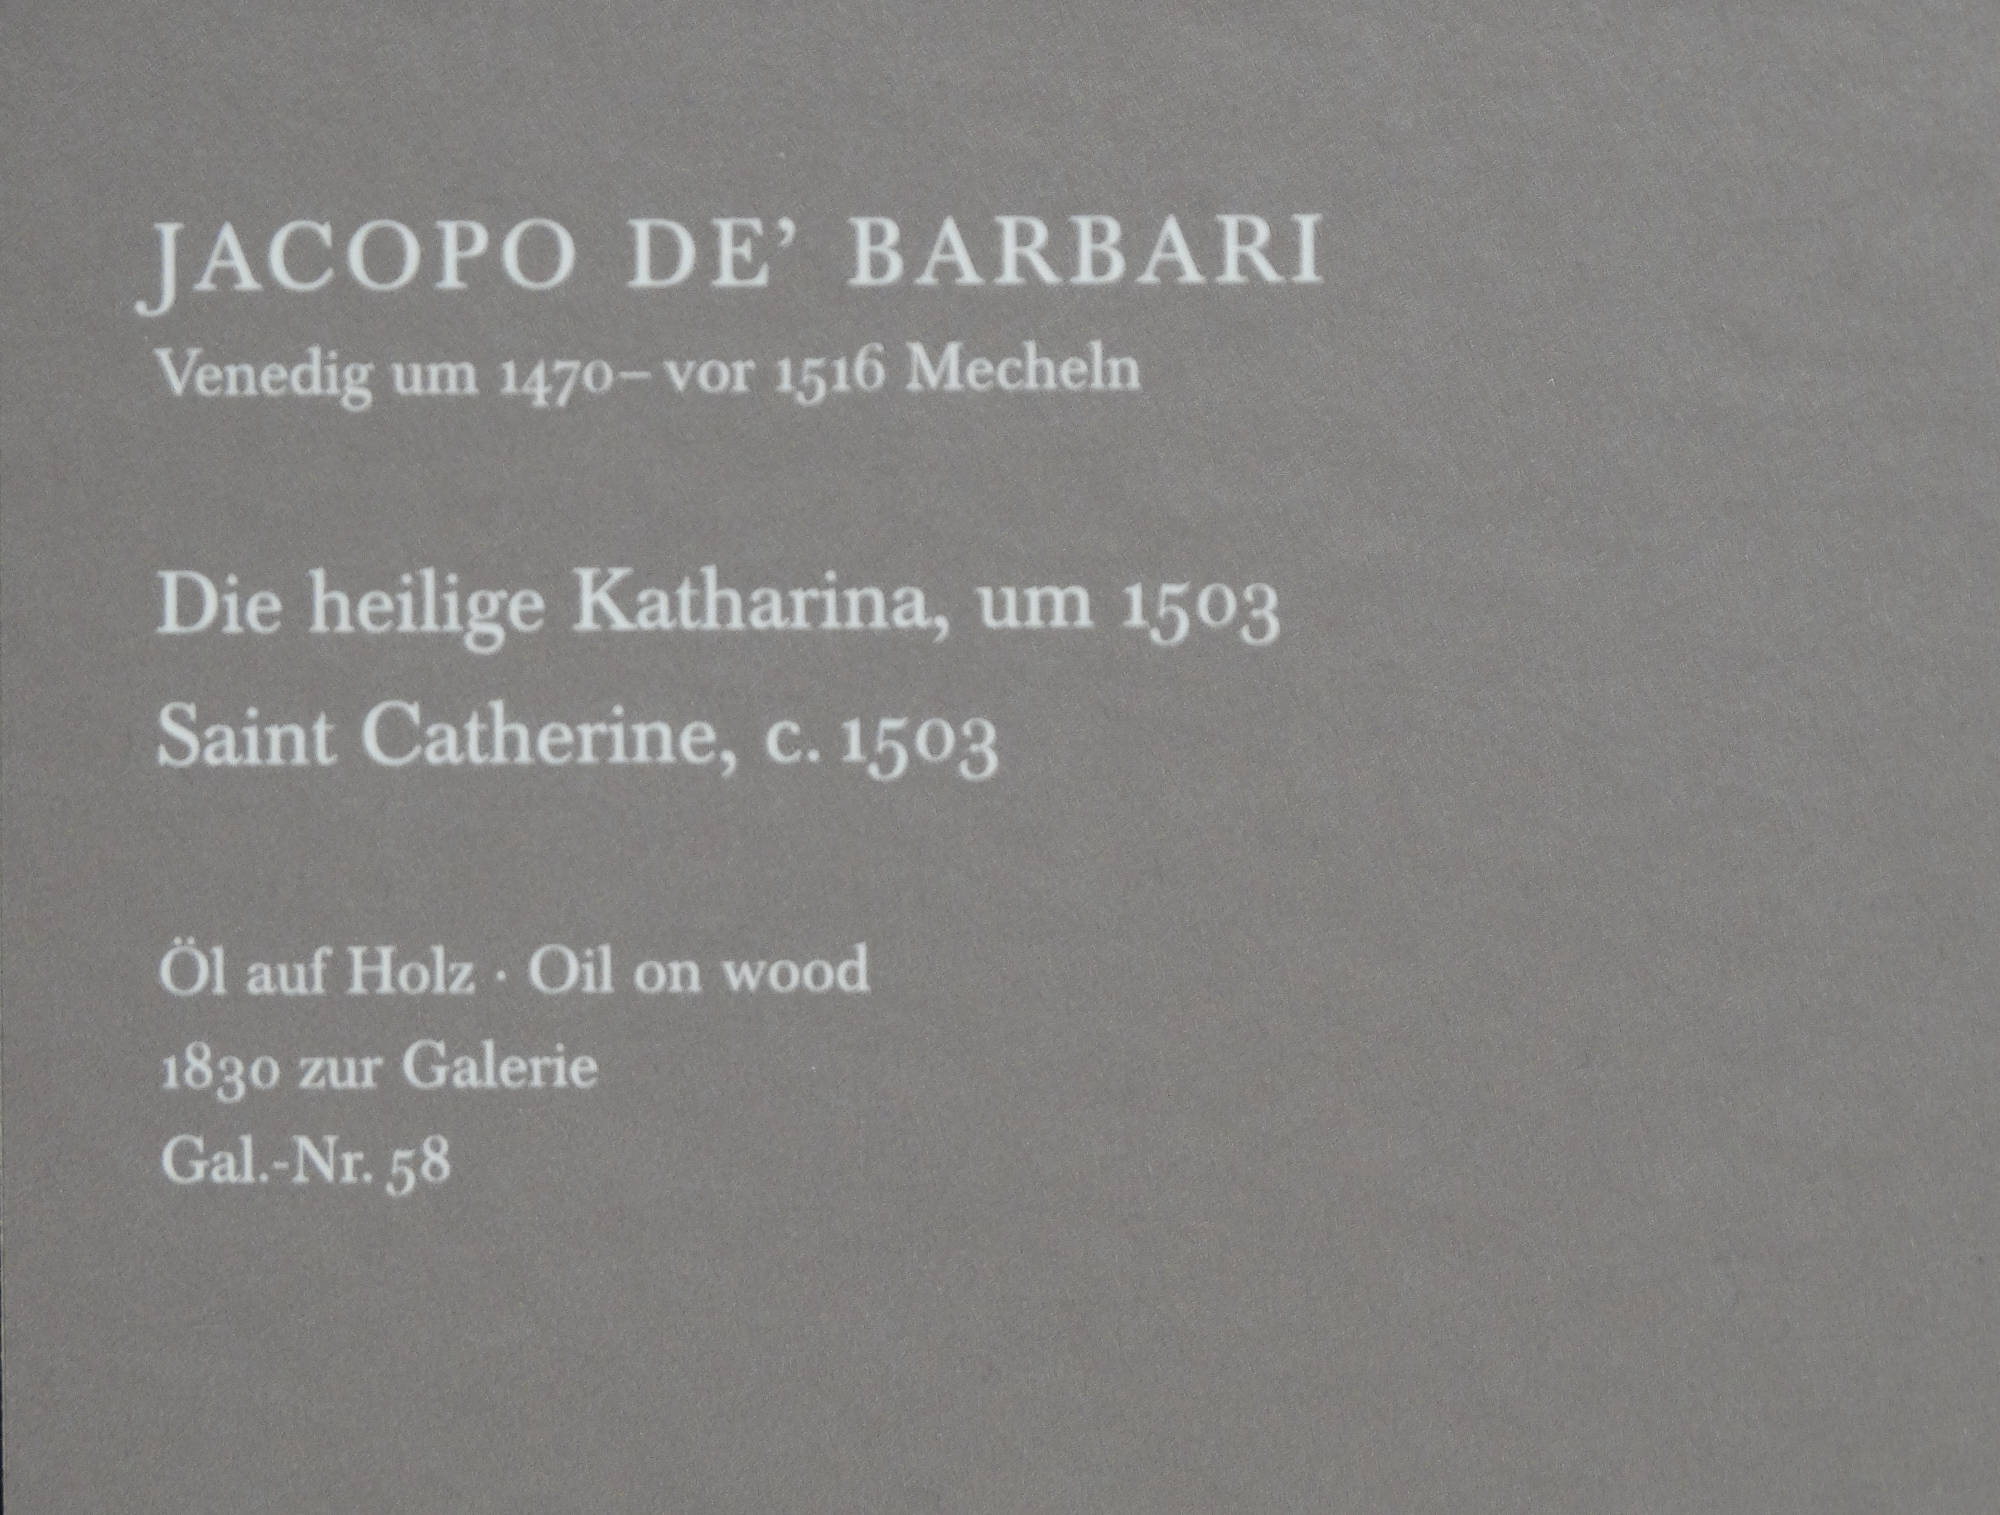 JACOPO DE’ BARBARI
Venedig um 1470– vor 1516 Mecheln
Die heilige Katharina, um 1503
Saint Catherine, c. 1503
Öl auf Holz · Oil on wood
1830 zur Galerie
Gal.-Nr. 58